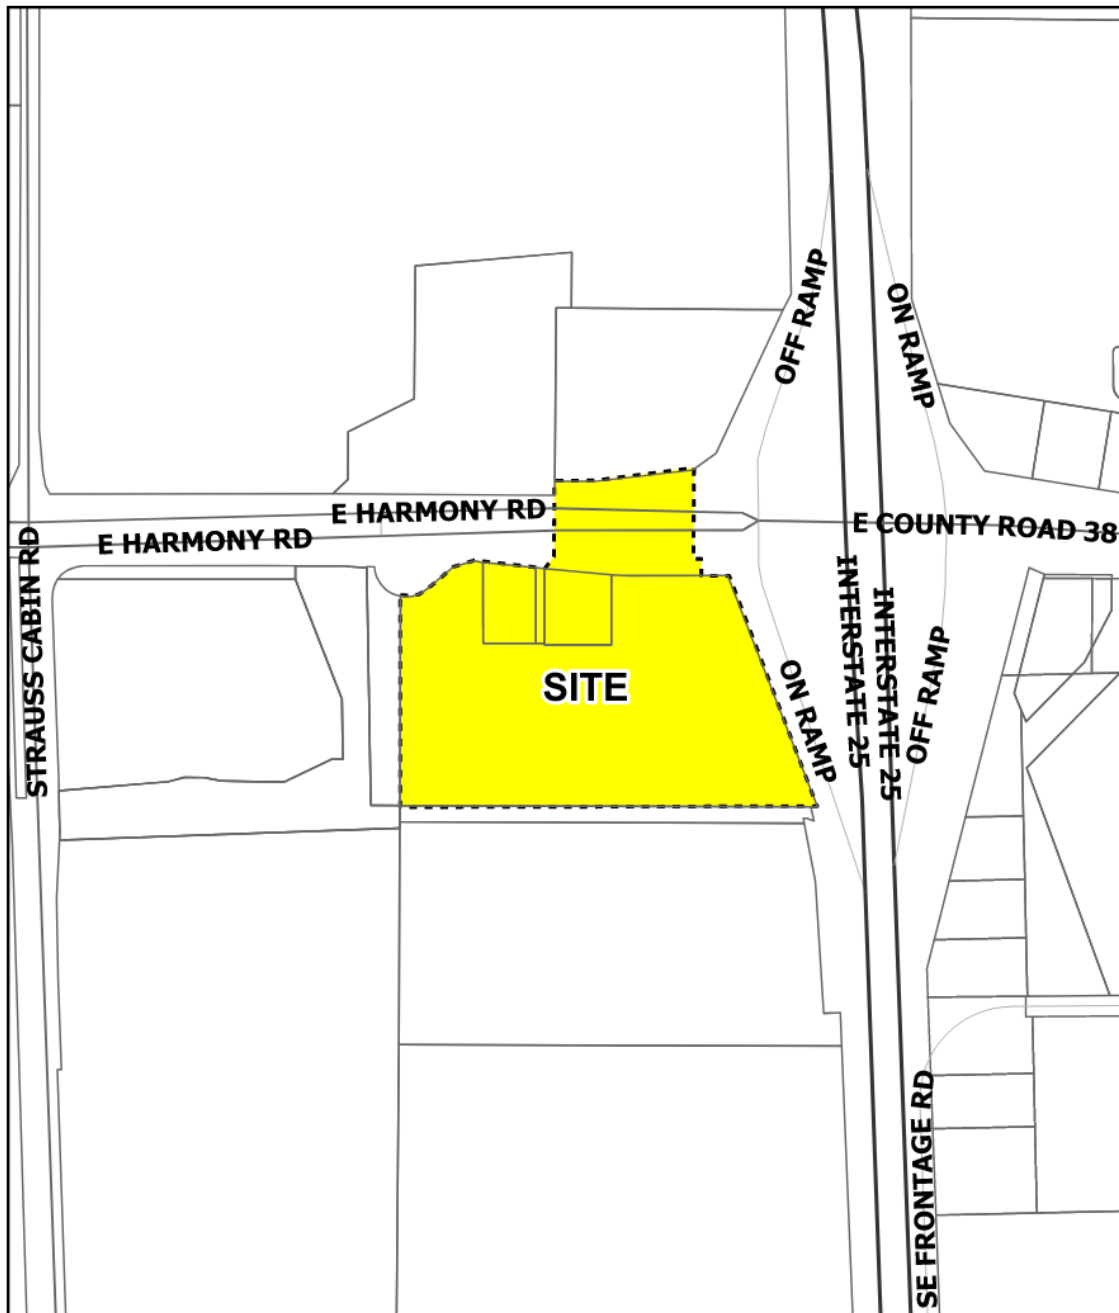 OFF RAMP
ON RAMP
E HARMONY RD
E COUNTY ROAD 38
E HARMONY RD
STRAUSS CABIN RD
INTERSTATE 25
INTERSTATE 25
OFF RAMP
SITE
ON RAMP
SE FRONTAGE RD